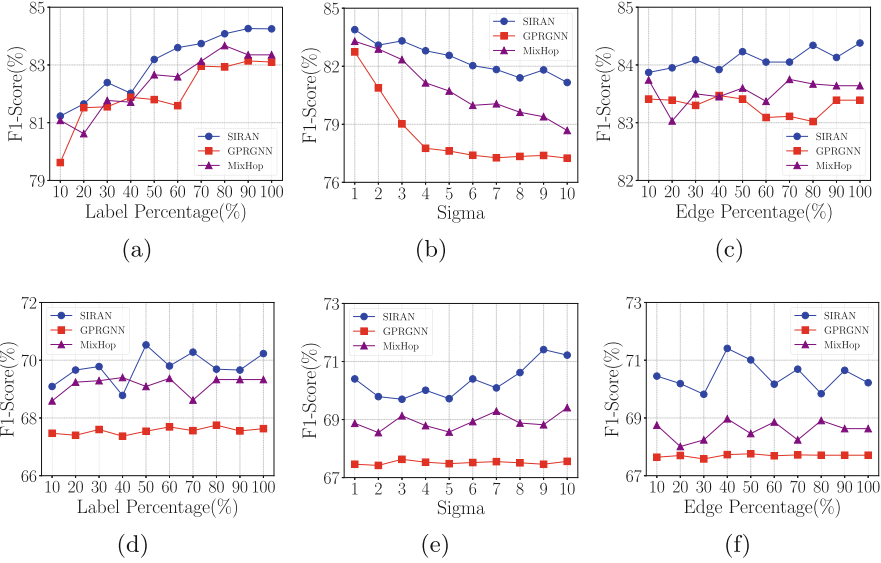 85
83
81
79
F1-Score(%)
SIRAN
GPRGNN
MixHop
10 20 30 40 50 60 70 80 90 100
Label Percentage(%)
(a)
85
82
79
76
F1-Score(%)
SIRAN
GPRGNN
MixHop
1 2 3 4 5 6 7 8 9 10
Sigma
(b)
85
84
83
82
F1-Score(%)
SIRAN
GPRGNN
MixHop
10 20 30 40 50 60 70 80 90 100
Edge Percentage(%)
(c)
72
70
68
66
F1-Score(%)
SIRAN
GPRGNN
MixHop
10 20 30 40 50 60 70 80 90 100
Label Percentage(%)
(d)
73
71
69
67
F1-Score(%)
SIRAN
GPRGNN
MixHop
1 2 3 4 5 6 7 8 9 10
Sigma
(e)
73
71
69
67
F1-Score(%)
SIRAN
GPRGNN
MixHop
10 20 30 40 50 60 70 80 90 100
Edge Percentage(%)
(f)